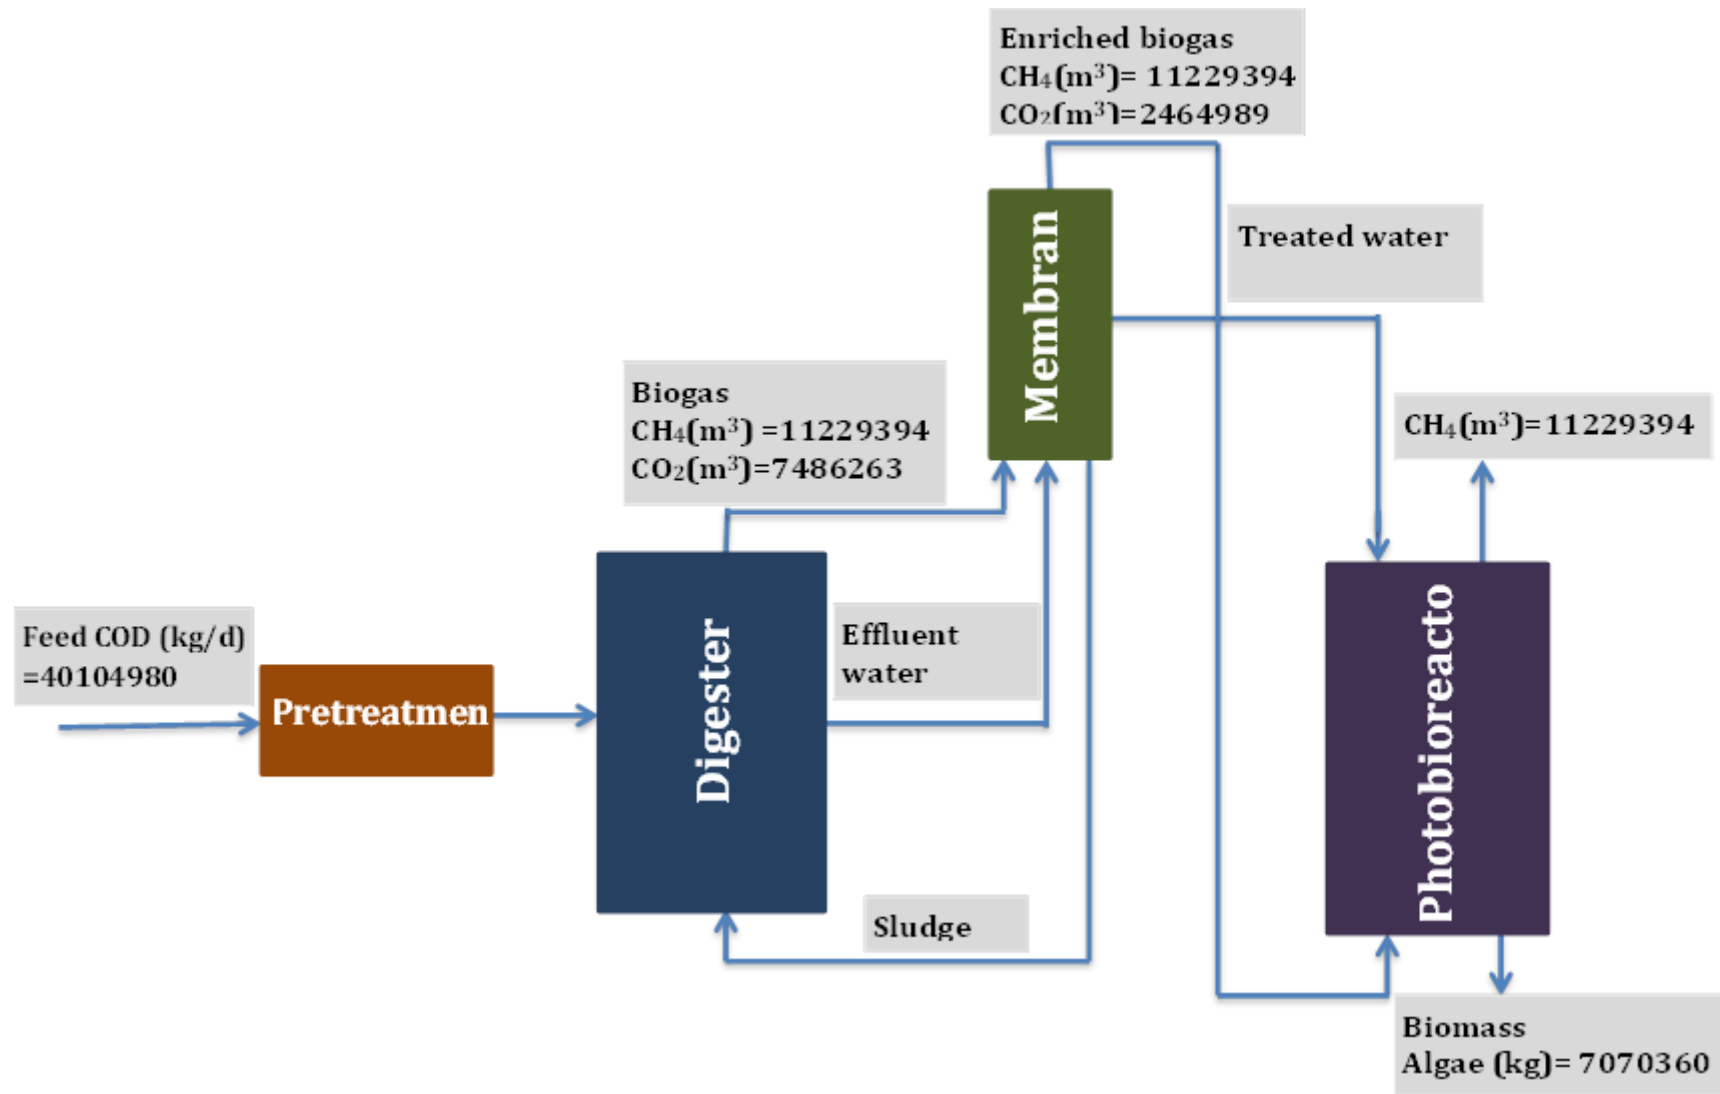 Enriched biogas
CH₄(m³)= 11229394
CO₂(m³)=2464989
Membran
Treated water
Biogas
CH₄(m³) =11229394
CO₂(m³)=7486263
CH₄(m³)=11229394
Feed COD (kg/d)
=40104980
Pretreatmen
Digester
Effluent
water
Photobioreacto
Sludge
Biomass
Algae (kg)= 7070360